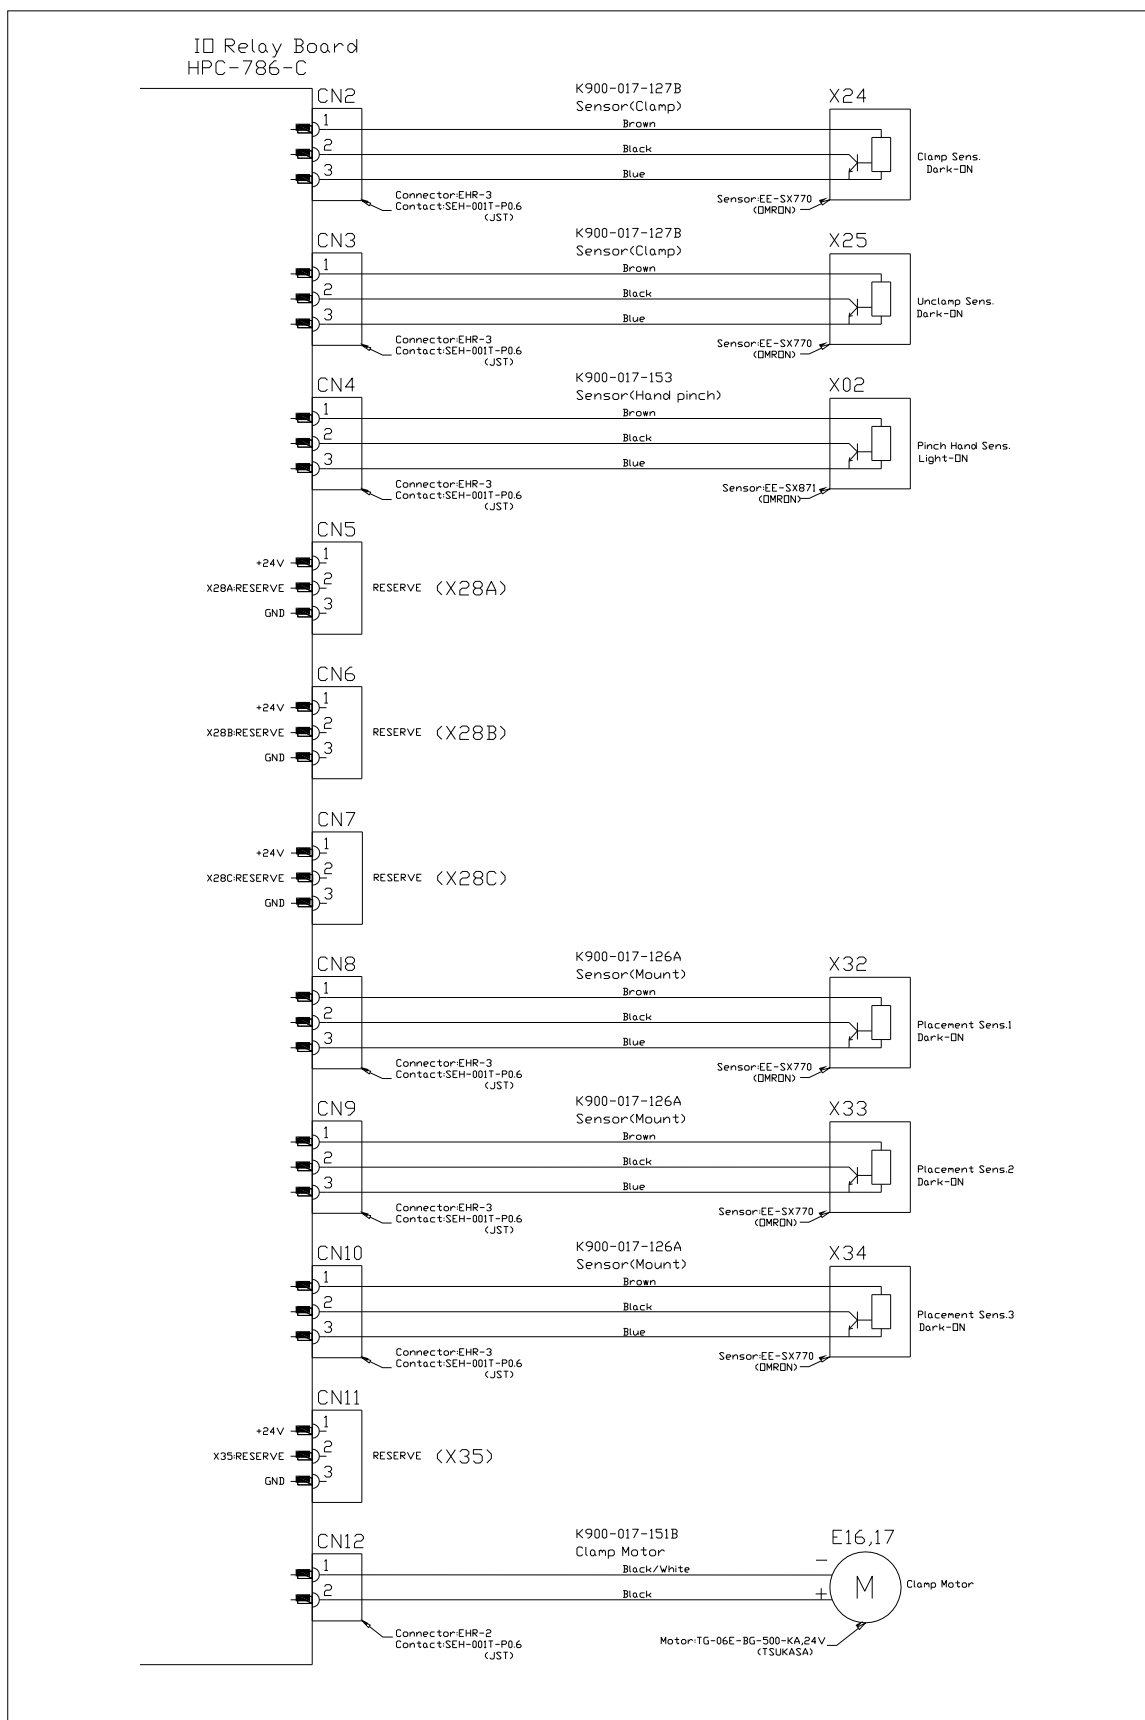 IO Relay Board
HPC-786-C
CN2
K900-017-127B
Sensor(Clamp)
X24
1
Brown
2
Black
3
Blue
Clamp Sens.
Dark-ON
Connector:EHR-3
Contact:SEH-001T-P0.6
(JST)
Sensor:EE-SX770
(OMRON)
CN3
K900-017-127B
Sensor(Clamp)
X25
1
Brown
2
Black
3
Blue
Unclamp Sens.
Dark-ON
Connector:EHR-3
Contact:SEH-001T-P0.6
(JST)
Sensor:EE-SX770
(OMRON)
CN4
K900-017-153
Sensor(Hand pinch)
X02
1
Brown
2
Black
3
Blue
Pinch Hand Sens.
Light-ON
Connector:EHR-3
Contact:SEH-001T-P0.6
(JST)
Sensor:EE-SX871
(OMRON)
CN5
+24V 1
X28A:RESERVE 2 RESERVE (X28A)
GND 3
CN6
+24V 1
X28B:RESERVE 2 RESERVE (X28B)
GND 3
CN7
+24V 1
X28C:RESERVE 2 RESERVE (X28C)
GND 3
CN8
K900-017-126A
Sensor(Mount)
X32
1
Brown
2
Black
3
Blue
Placement Sens.1
Dark-ON
Connector:EHR-3
Contact:SEH-001T-P0.6
(JST)
Sensor:EE-SX770
(OMRON)
CN9
K900-017-126A
Sensor(Mount)
X33
1
Brown
2
Black
3
Blue
Placement Sens.2
Dark-ON
Connector:EHR-3
Contact:SEH-001T-P0.6
(JST)
Sensor:EE-SX770
(OMRON)
CN10
K900-017-126A
Sensor(Mount)
X34
1
Brown
2
Black
3
Blue
Placement Sens.3
Dark-ON
Connector:EHR-3
Contact:SEH-001T-P0.6
(JST)
Sensor:EE-SX770
(OMRON)
CN11
+24V 1
X35:RESERVE 2 RESERVE (X35)
GND 3
CN12
K900-017-151B
Clamp Motor
E16,17
1
Black/White
−
2
Black
+
M
Clamp Motor
Connector:EHR-2
Contact:SEH-001T-P0.6
(JST)
Motor:TG-06E-BG-500-KA,24V
(TSUKASA)